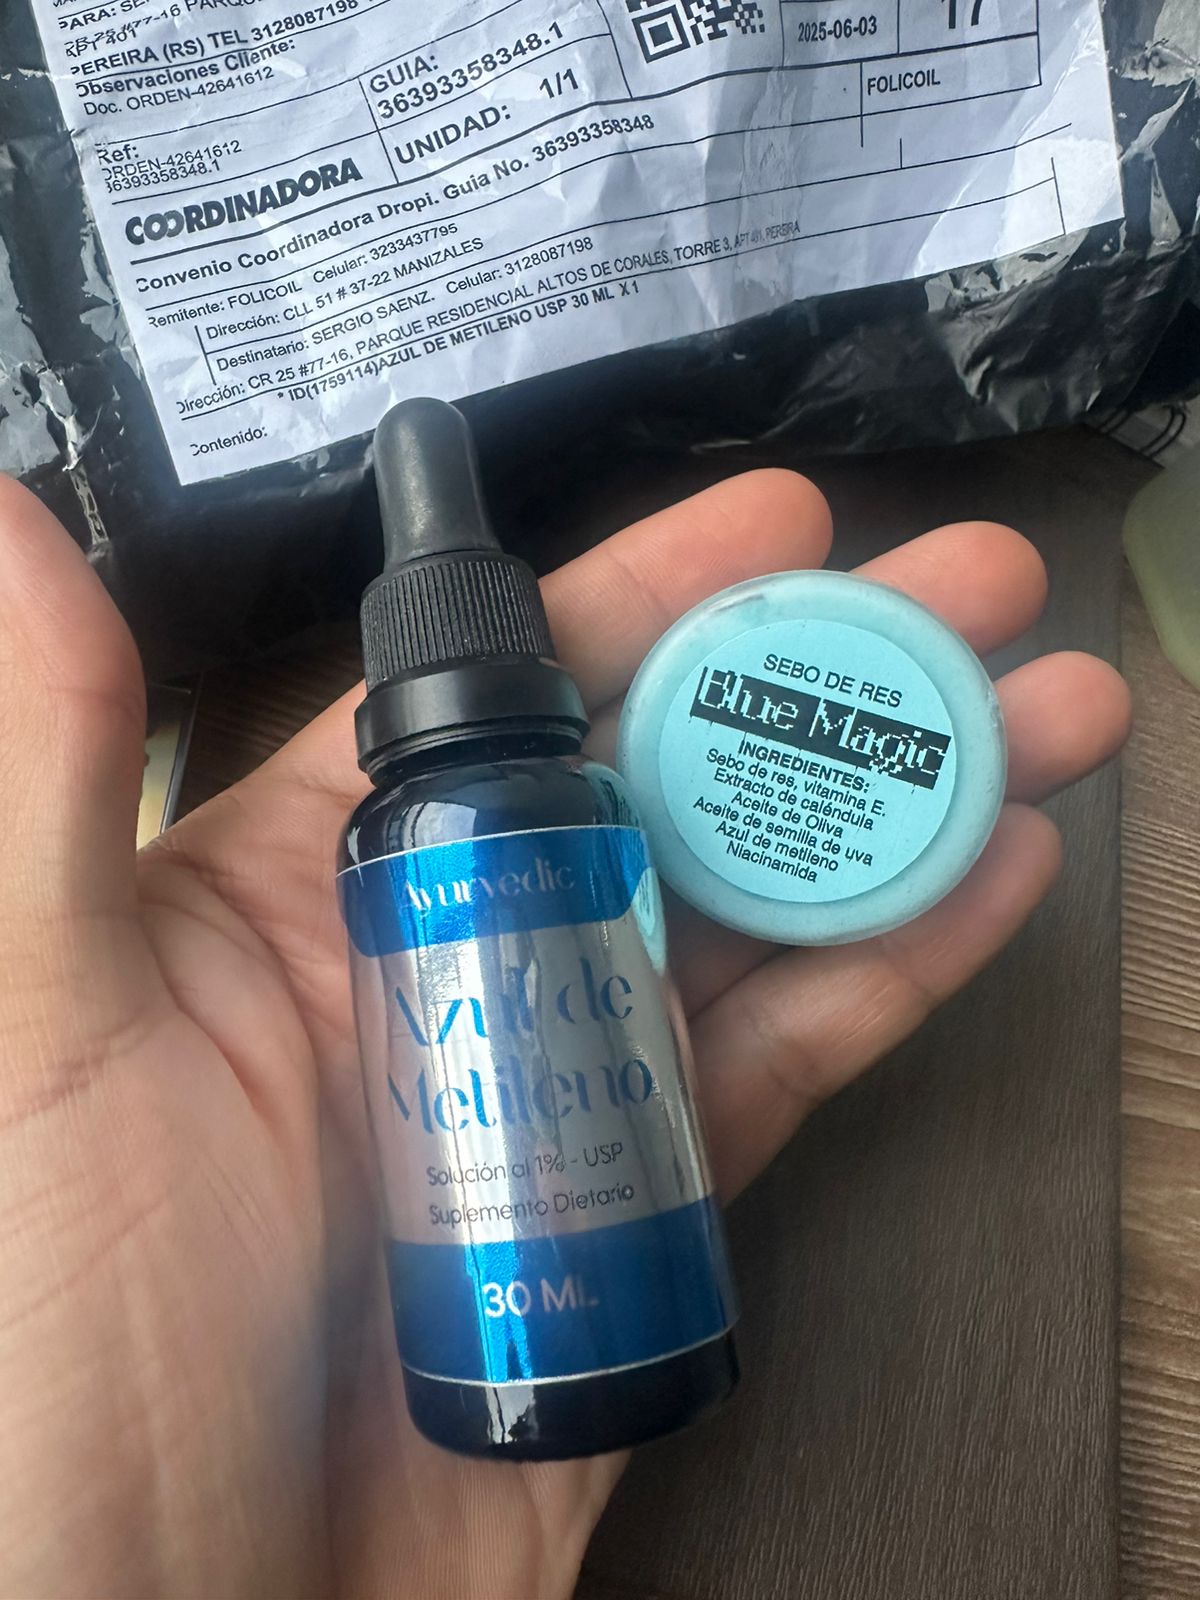 PEREIRA (RS) TEL 3128087198
Observaciones Cliente:
Doc. ORDEN-42641612
GUIA:
36393358348.1
UNIDAD: 1/1
2025-06-03
17
FOLICOIL
Ref:
ORDEN-42641612
36393358348.1
COORDINADORA
Convenio Coordinadora Dropi. Guia No. 36393358348
Remitente: FOLICOIL Celular: 3233437795
Dirección: CLL 51 # 37-22 MANIZALES
Destinatario: SERGIO SAENZ. Celular: 3128087198
Dirección: CR 25 #77-16, PARQUE RESIDENCIAL ALTOS DE CORALES, TORRE 3, APT 401, PEREIRA
* ID(1759114)AZUL DE METILENO USP 30 ML X 1
Contenido:
SEBO DE RES
Blue Magic
INGREDIENTES:
Sebo de res, vitamina E.
Extracto de caléndula
Aceite de Oliva
Aceite de semilla de uva
Azul de metileno
Niacinamida
Ayurvedic
Azul de
Metileno
Solución al 1% - USP
Suplemento Dietario
30 ML